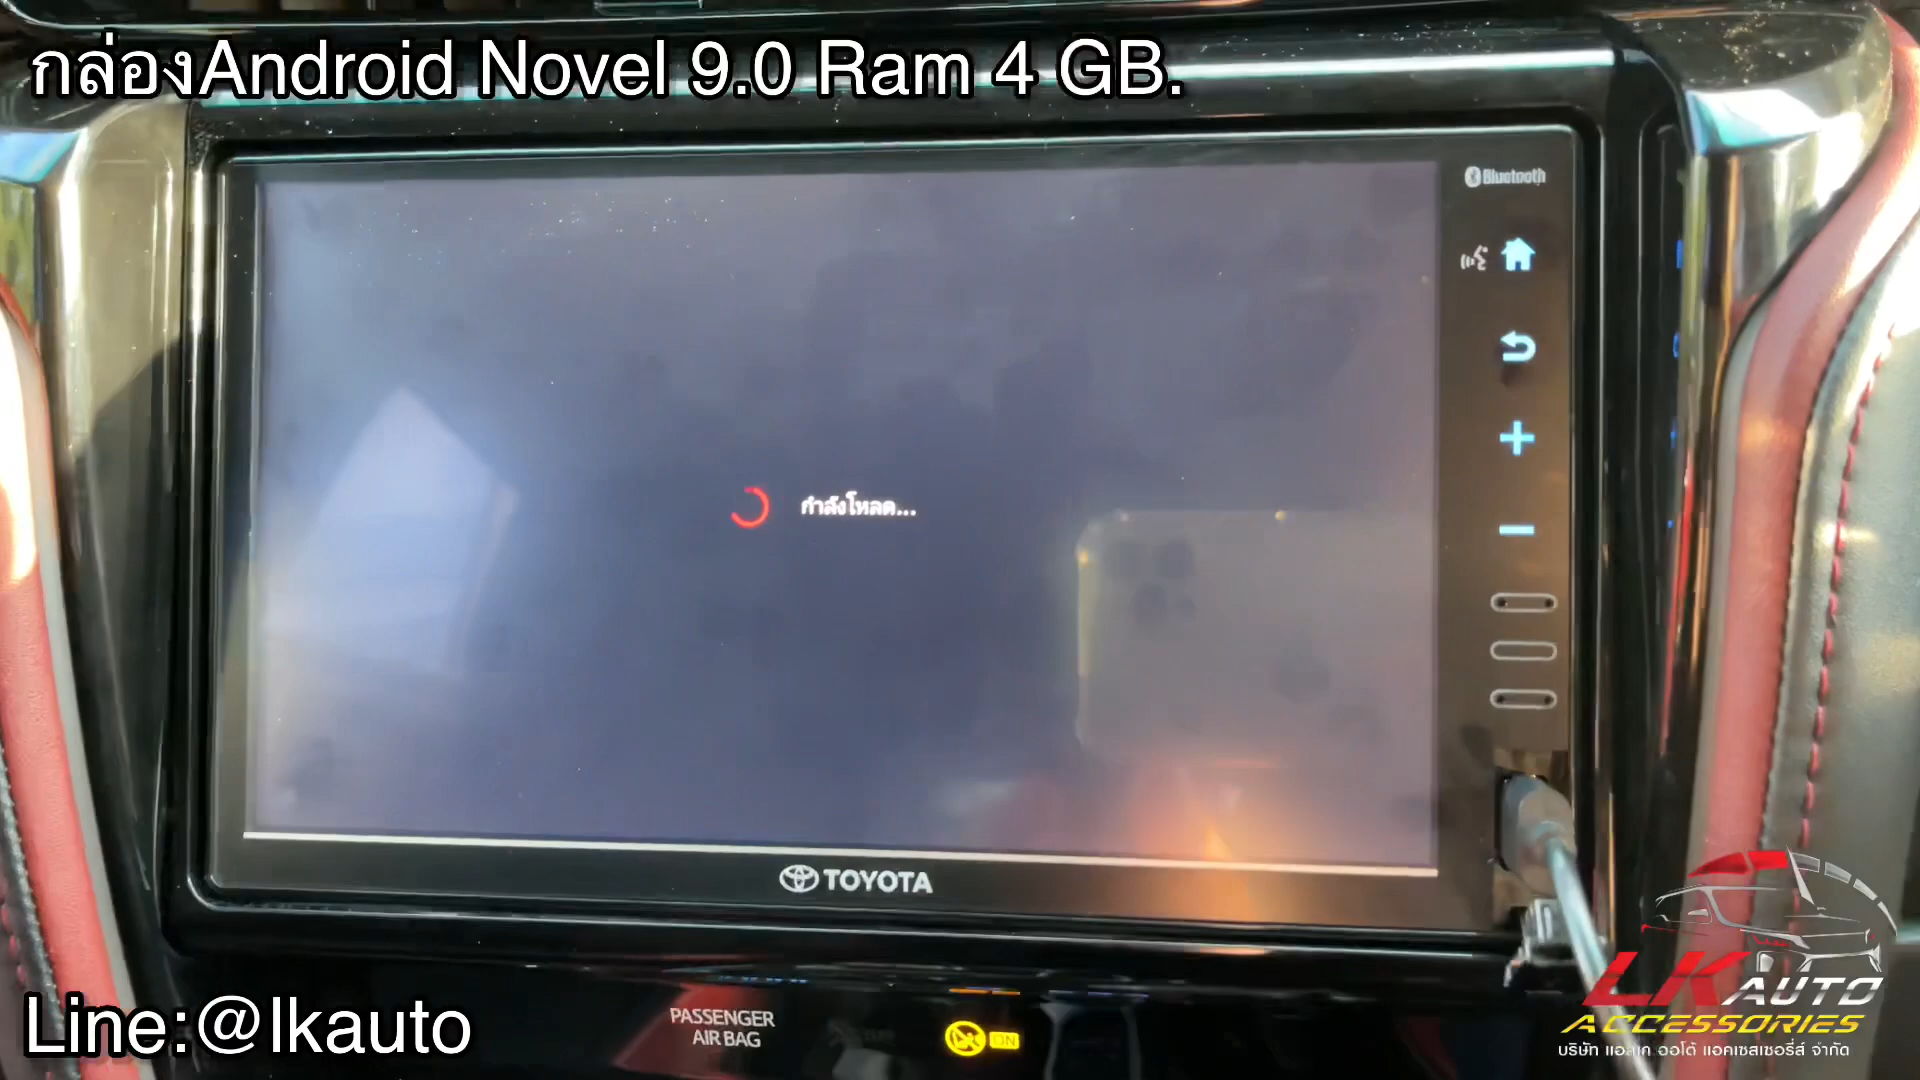 กล่องAndroid Novel 9.0 Ram 4 GB.
Bluetooth
กำลังโหลด...
TOYOTA
PASSENGER
AIR BAG
ON
Line:@lkauto
LK AUTO
ACCESSORIES
บริษัท แอลเค ออโต้ แอคเซสเซอรี่ส์ จำกัด